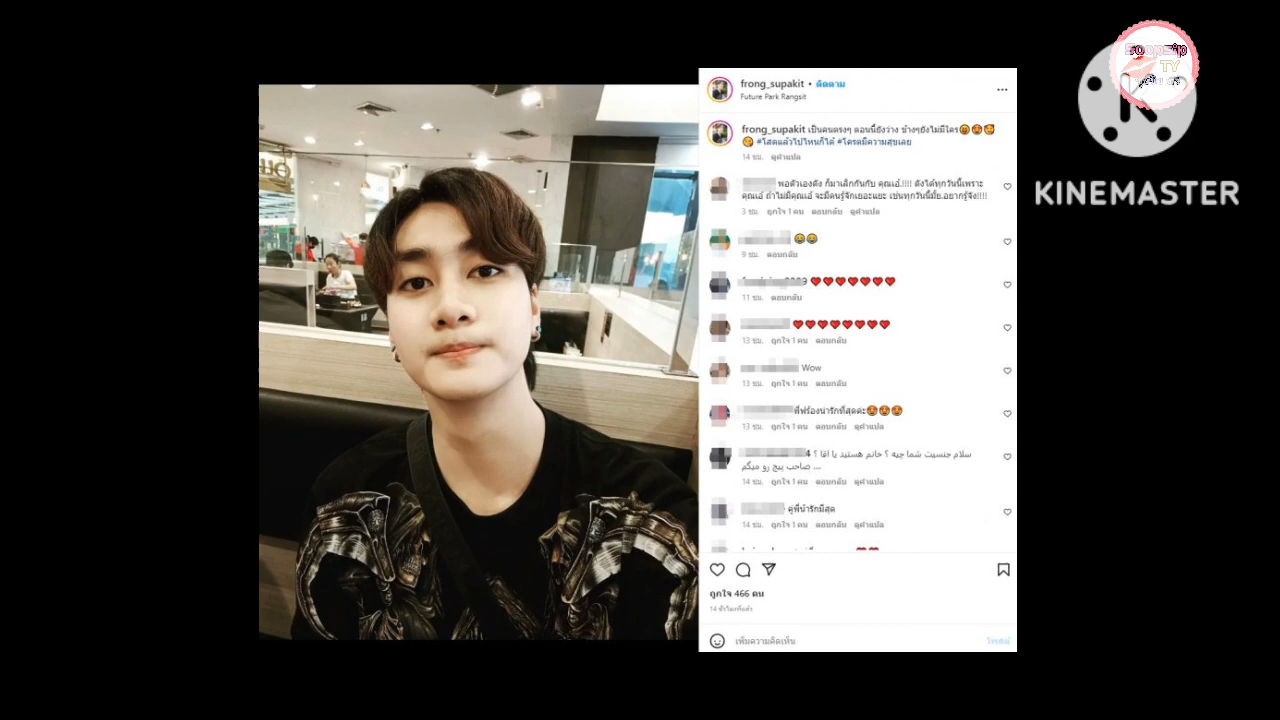 frong_supakit • ติดตาม
Future Park Rangsit
frong_supakit เป็นคนตรงๆ ตอนนี้ยังว่าง ข้างๆยังไม่มีใคร
#โสดแล้วไปไหนก็ได้ #โครตมีความสุขเลย
14 ชม. ดูคำแปล
พอตัวเองดัง ก็มาเลิกกันกับ คุณเอ๋.!!!! ดังได้ทุกวันนี้เพราะ
คุณเอ๋ ถ้าไม่มีคุณเอ๋ จะมีคนรู้จักเยอะแยะ เช่นทุกวันนี้มั้ย.อยากรู้จัง!!!!
3 ชม. ถูกใจ 1 คน ตอบกลับ ดูคำแปล
9 ชม. ตอบกลับ
11 ชม. ตอบกลับ
13 ชม. ถูกใจ 1 คน ตอบกลับ
Wow
13 ชม. ถูกใจ 1 คน ตอบกลับ
พี่ฟร้องน่ารักที่สุดค่ะ
13 ชม. ถูกใจ 1 คน ตอบกลับ ดูคำแปล
سلام جنسیت شما چیه ؟ خانم هستید یا اقا ؟
صاحب پیج رو میگم ...
14 ชม. ถูกใจ 1 คน ตอบกลับ ดูคำแปล
คู่พี่น่ารักมีสุด
14 ชม. ถูกใจ 1 คน ตอบกลับ ดูคำแปล
ถูกใจ 466 คน
14 ชั่วโมงที่แล้ว
เพิ่มความคิดเห็น
โพสต์
Soopsip
TV
KINEMASTER